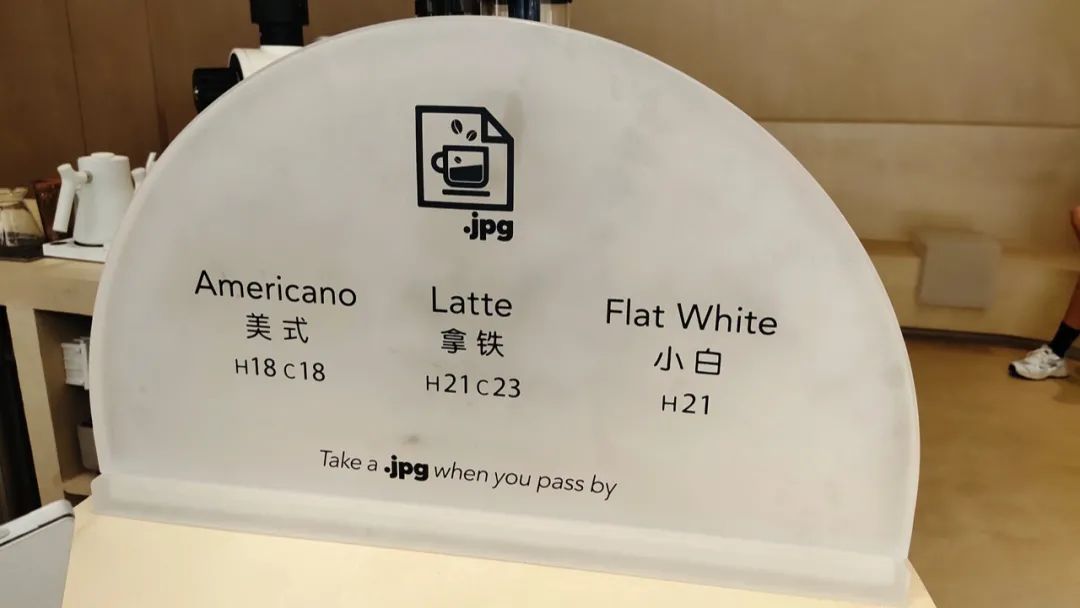 .jpg
Americano
美式
H18 C18
Latte
拿铁
H21 C23
Flat White
小白
H21
Take a .jpg when you pass by